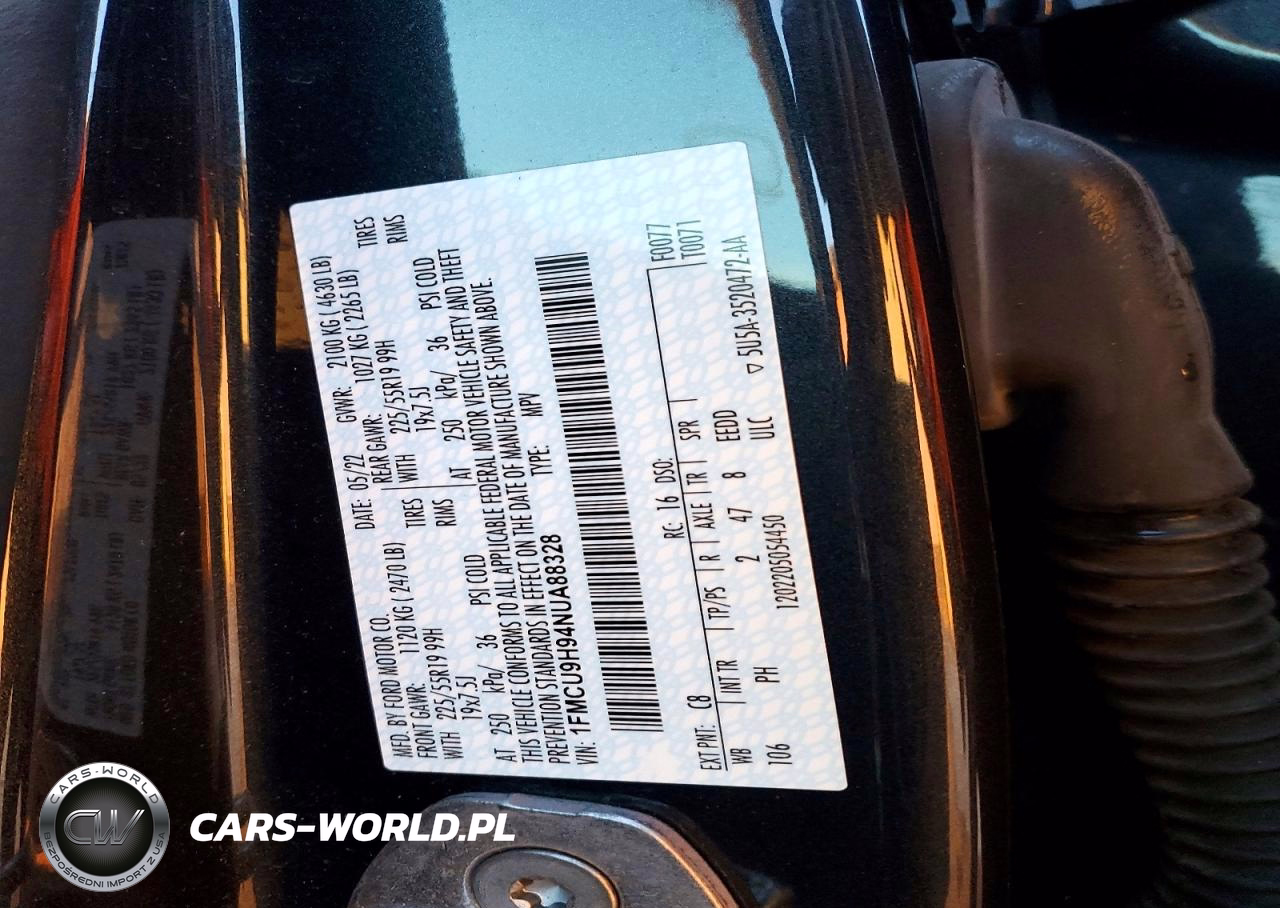 MFD. BY FORD MOTOR CO.
DATE: 05/22 GVWR: 2100 KG ( 4630 LB)
FRONT GAWR: 1120 KG ( 2470 LB)
REAR GAWR: 1027 KG ( 2265 LB)
WITH 225/55R19 99H TIRES
WITH 225/55R19 99H TIRES
19x7.5J RIMS
19x7.5J RIMS
AT 250 kPa/ 36 PSI COLD
AT 250 kPa/ 36 PSI COLD
THIS VEHICLE CONFORMS TO ALL APPLICABLE FEDERAL MOTOR VEHICLE SAFETY AND THEFT
PREVENTION STANDARDS IN EFFECT ON THE DATE OF MANUFACTURE SHOWN ABOVE.
VIN: 1FMCU9H94NUA88328 TYPE: MPV
EXT PNT: C8 RC: 16 DSO: F0077
WB INT TR TP/PS R AXLE TR SPR T0071
106 PH 2 47 8 EEDD
1202205054450 ULC ▽ 5U5A-3520472-AA
CARS-WORLD
CW
BEZPOŚREDNI IMPORT Z USA
CARS-WORLD.PL